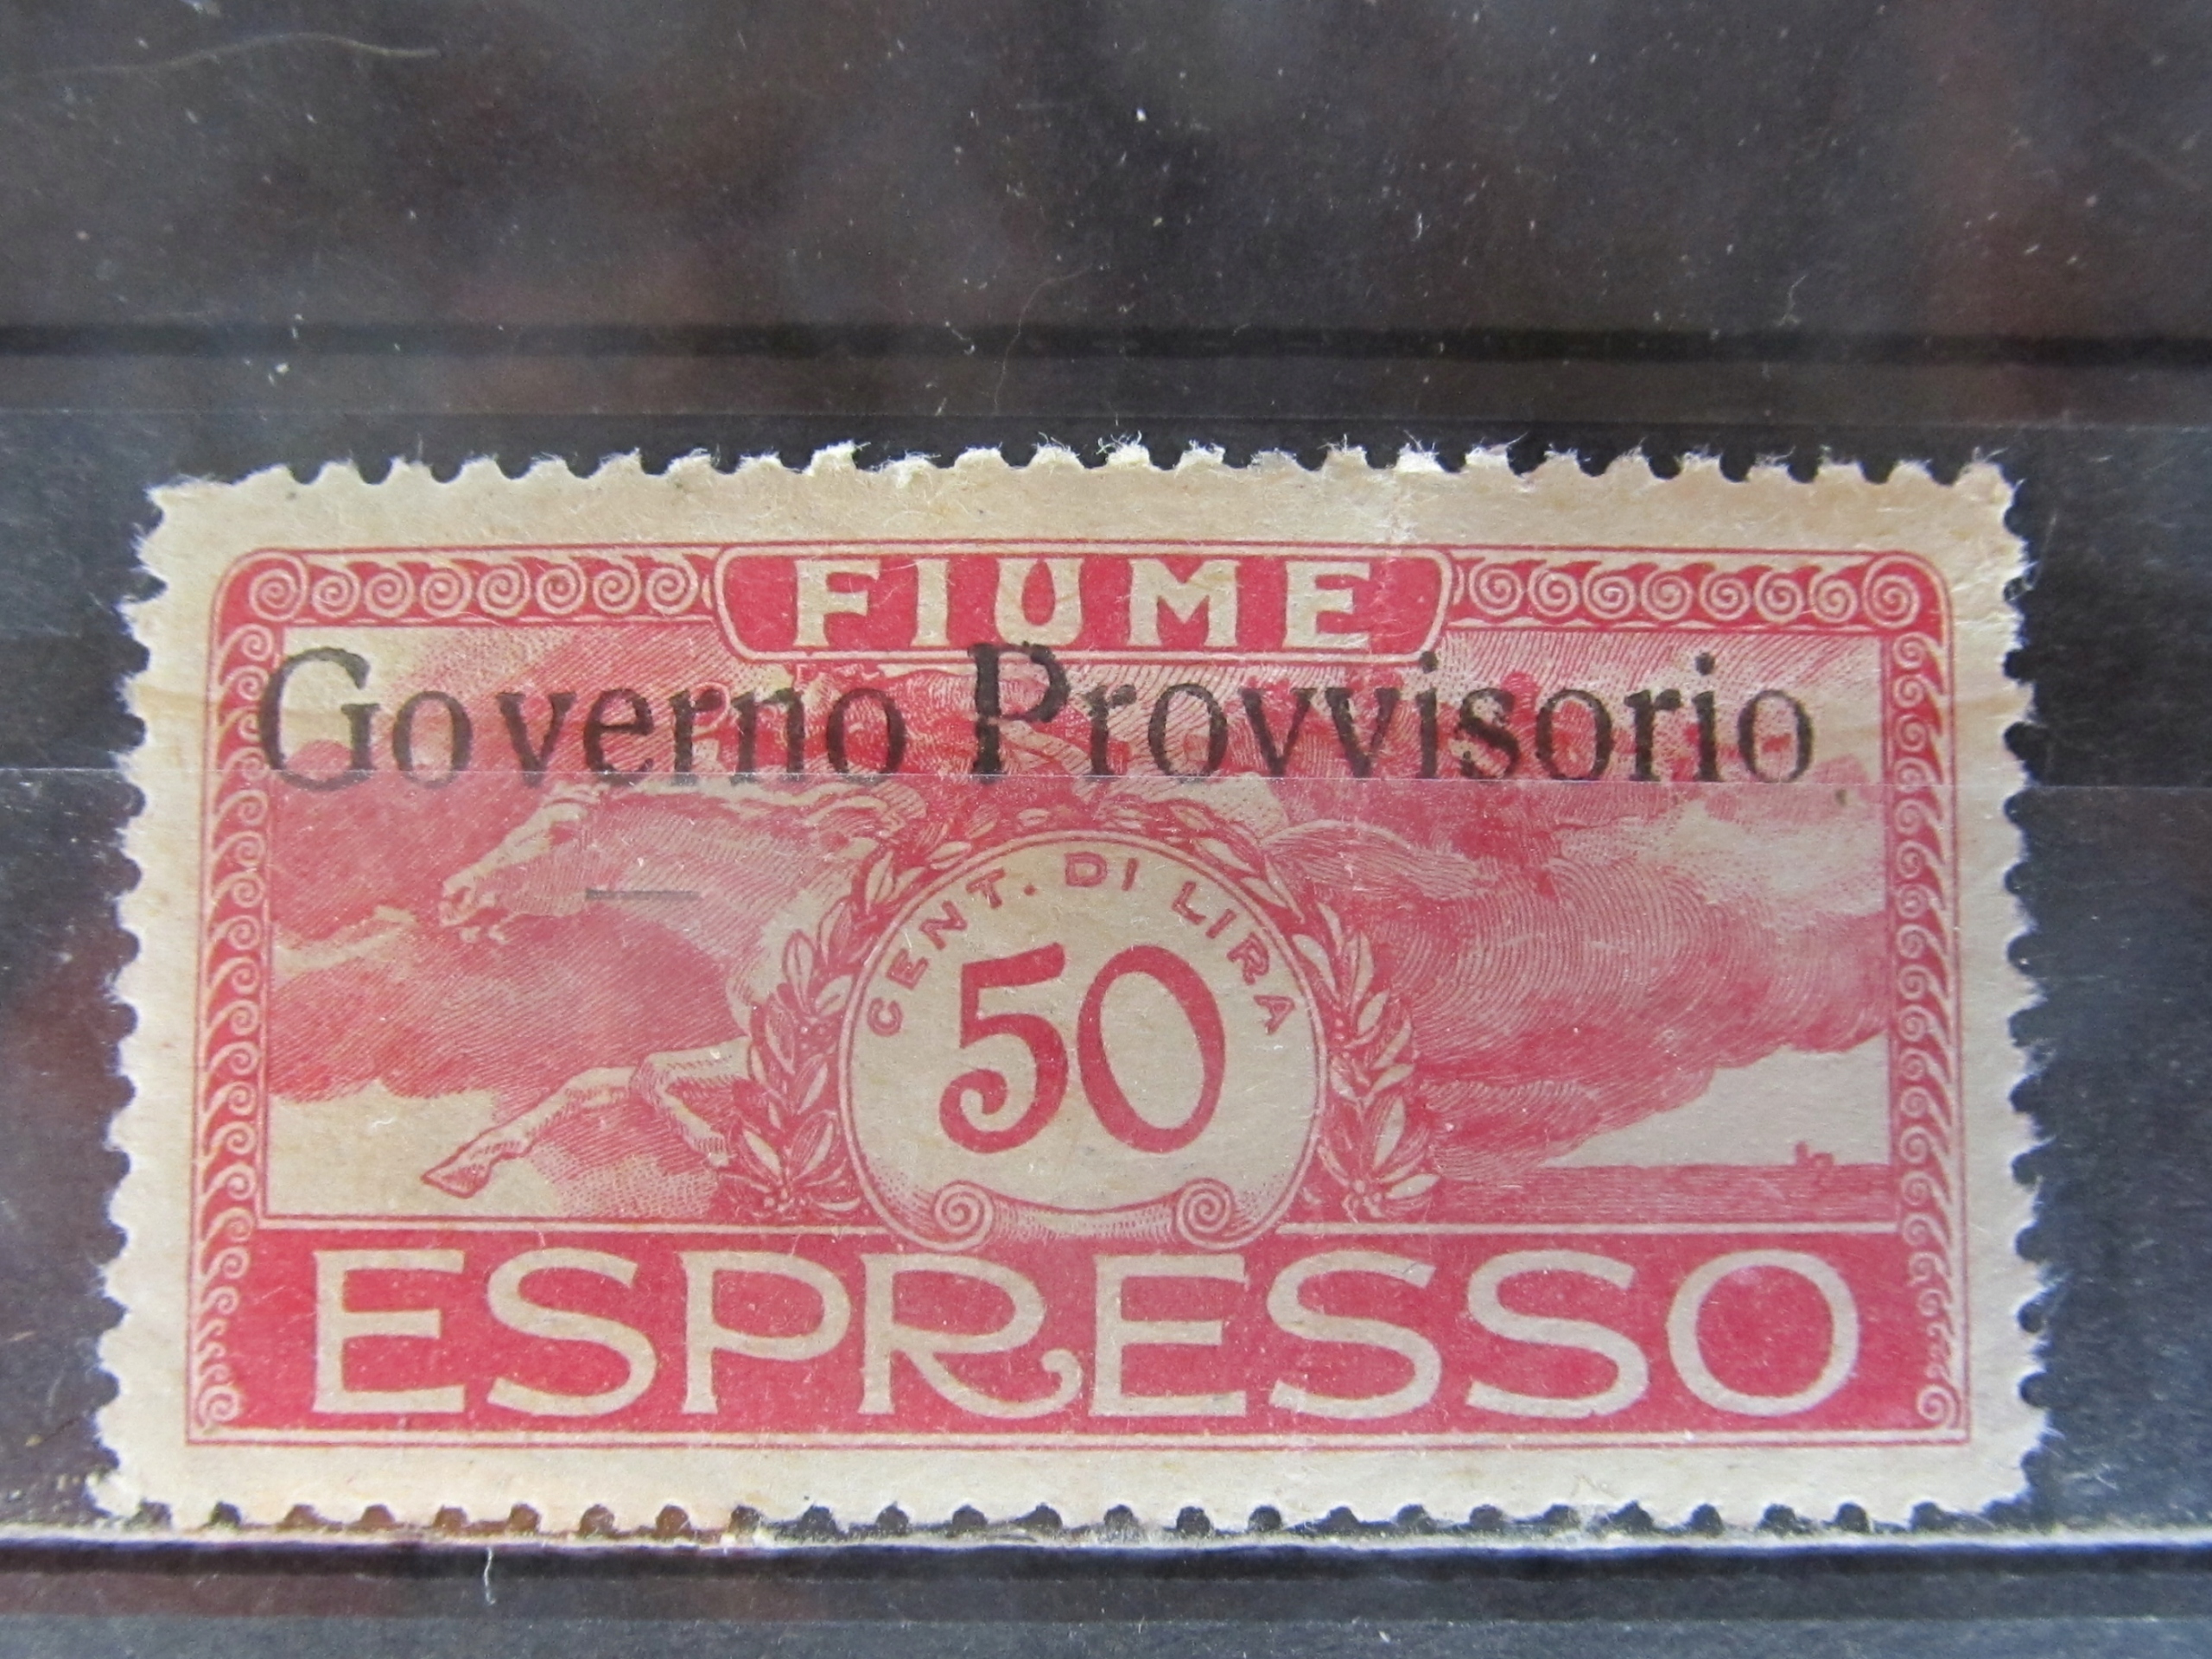 FIUME
Governo Provvisorio
CENT. DI LIRA
50
ESPRESSO